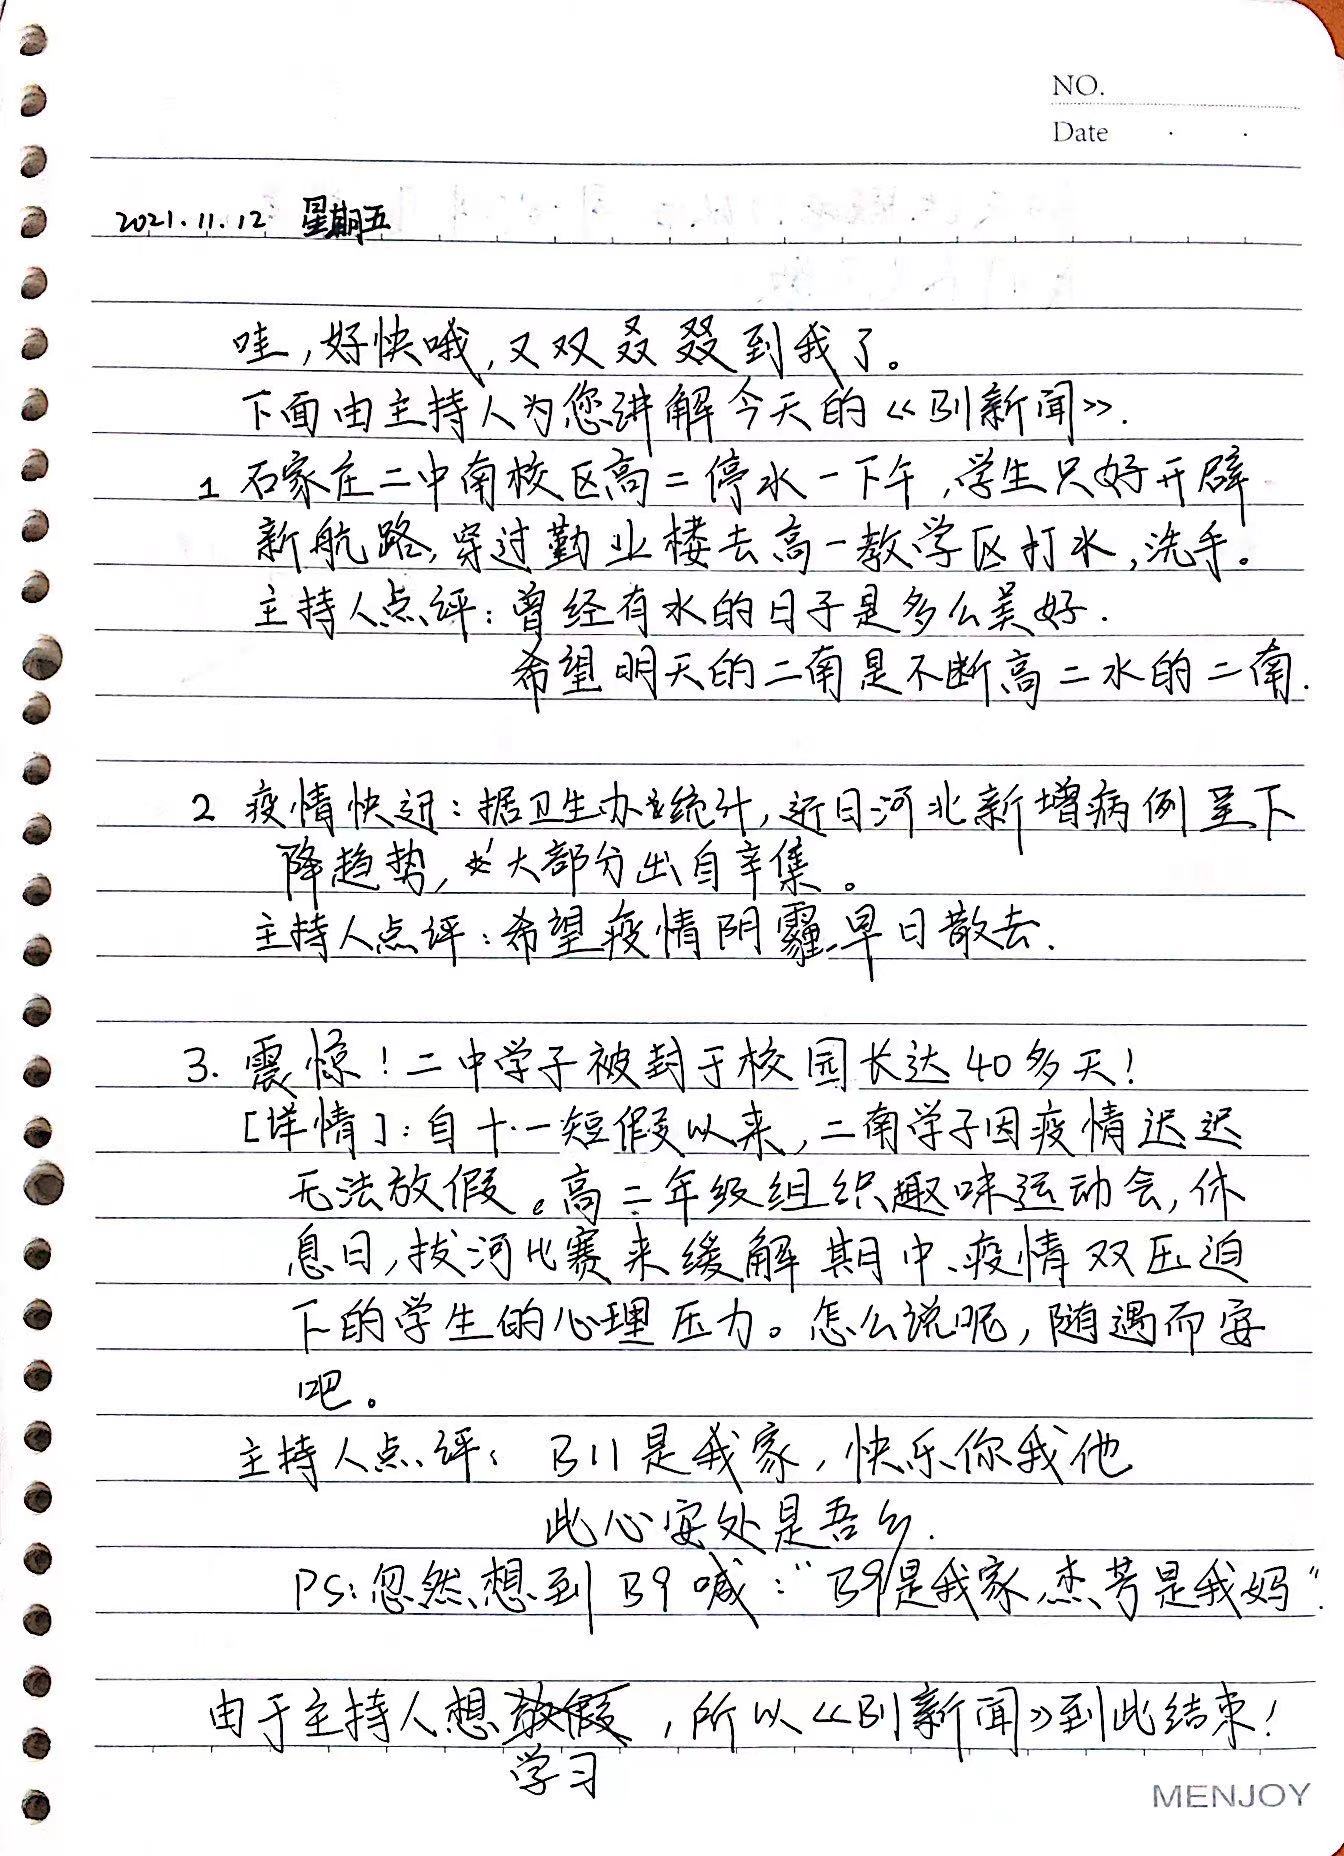 NO.
Date
2021.11.12 星期五
哇,好快哦,又双叒叕到我了。
下面由主持人为您讲解今天的《B11新闻》.
1 石家庄二中南校区高二停水一下午,学生只好开辟
新航路,穿过勤业楼去高一教学区打水,洗手。
主持人点评:曾经有水的日子是多么美好.
希望明天的二南是不断高二水的二南.
2 疫情快迅:据卫生办统计,近日河北新增病例呈下
降趋势,大部分出自辛集。
主持人点评:希望疫情阴霾早日散去.
3. 震惊!二中学子被封于校园长达40多天!
[详情]:自十·一短假以来,二南学子因疫情迟迟
无法放假。高二年级组织趣味运动会,休
息日,拔河比赛来缓解期中、疫情双压迫
下的学生的心理压力。怎么说呢,随遇而安
吧。
主持人点评: B11是我家,快乐你我他
此心安处是吾乡.
PS:忽然想到B9喊:"B9是我家,杰芳是我妈".
由于主持人想放假,所以《B11新闻》到此结束!
学习
MENJOY